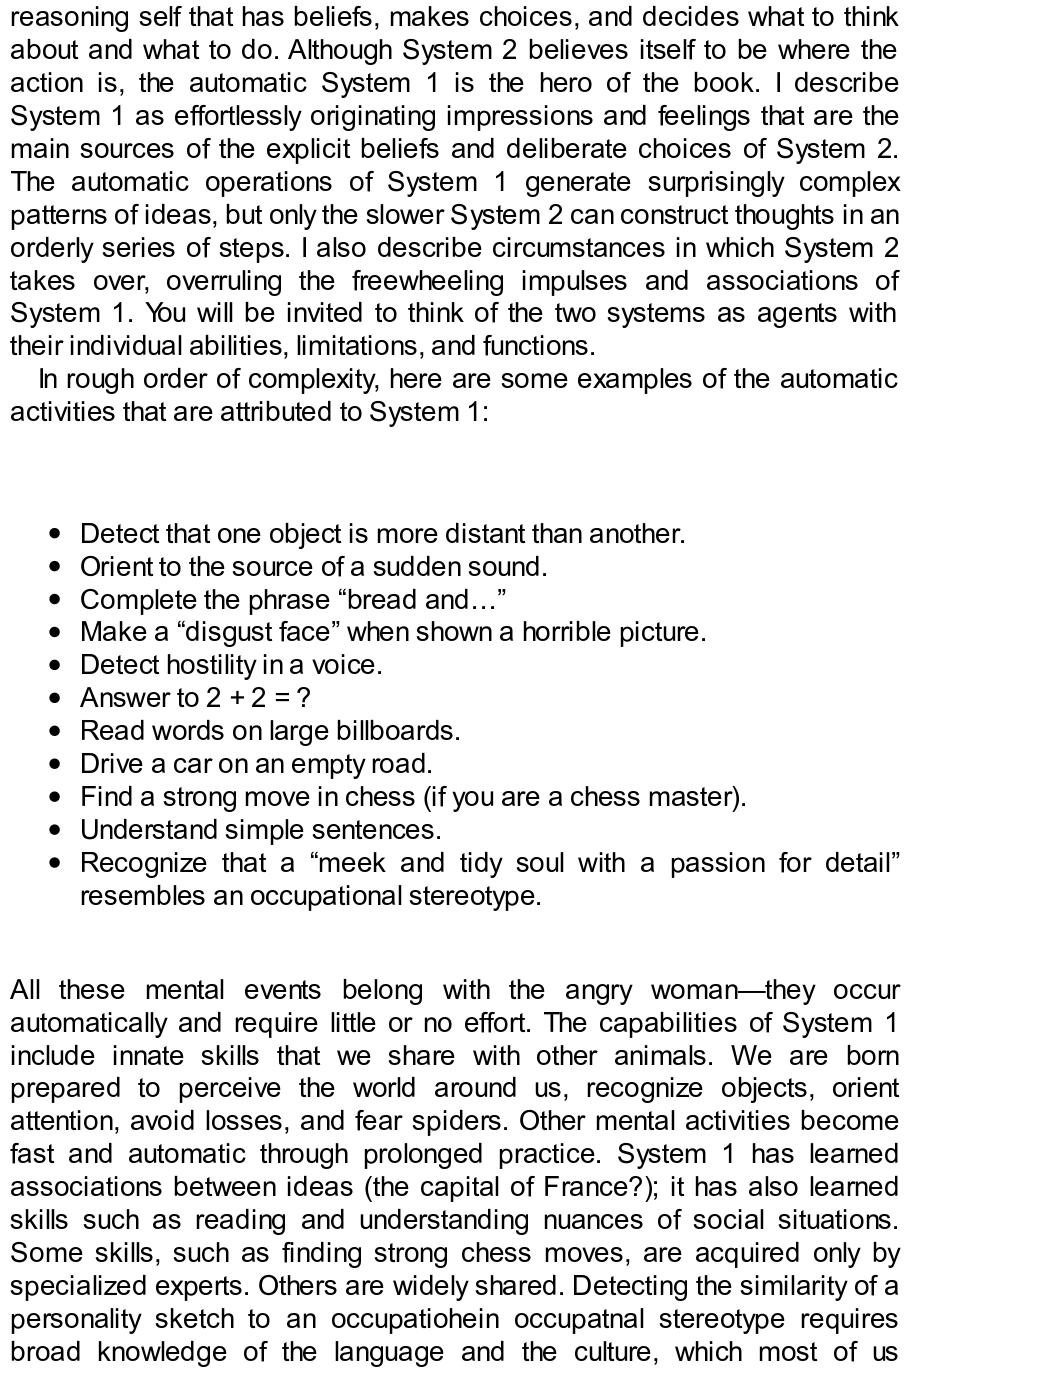 reasoning self that has beliefs, makes choices, and decides what to think
about and what to do. Although System 2 believes itself to be where the
action is, the automatic System 1 is the hero of the book. I describe
System 1 as effortlessly originating impressions and feelings that are the
main sources of the explicit beliefs and deliberate choices of System 2.
The automatic operations of System 1 generate surprisingly complex
patterns of ideas, but only the slower System 2 can construct thoughts in an
orderly series of steps. I also describe circumstances in which System 2
takes over, overruling the freewheeling impulses and associations of
System 1. You will be invited to think of the two systems as agents with
their individual abilities, limitations, and functions.
In rough order of complexity, here are some examples of the automatic
activities that are attributed to System 1:
• Detect that one object is more distant than another.
• Orient to the source of a sudden sound.
• Complete the phrase “bread and…”
• Make a “disgust face” when shown a horrible picture.
• Detect hostility in a voice.
• Answer to 2 + 2 = ?
• Read words on large billboards.
• Drive a car on an empty road.
• Find a strong move in chess (if you are a chess master).
• Understand simple sentences.
• Recognize that a “meek and tidy soul with a passion for detail”
resembles an occupational stereotype.
All these mental events belong with the angry woman—they occur
automatically and require little or no effort. The capabilities of System 1
include innate skills that we share with other animals. We are born
prepared to perceive the world around us, recognize objects, orient
attention, avoid losses, and fear spiders. Other mental activities become
fast and automatic through prolonged practice. System 1 has learned
associations between ideas (the capital of France?); it has also learned
skills such as reading and understanding nuances of social situations.
Some skills, such as finding strong chess moves, are acquired only by
specialized experts. Others are widely shared. Detecting the similarity of a
personality sketch to an occupatiohein occupatnal stereotype requires
broad knowledge of the language and the culture, which most of us